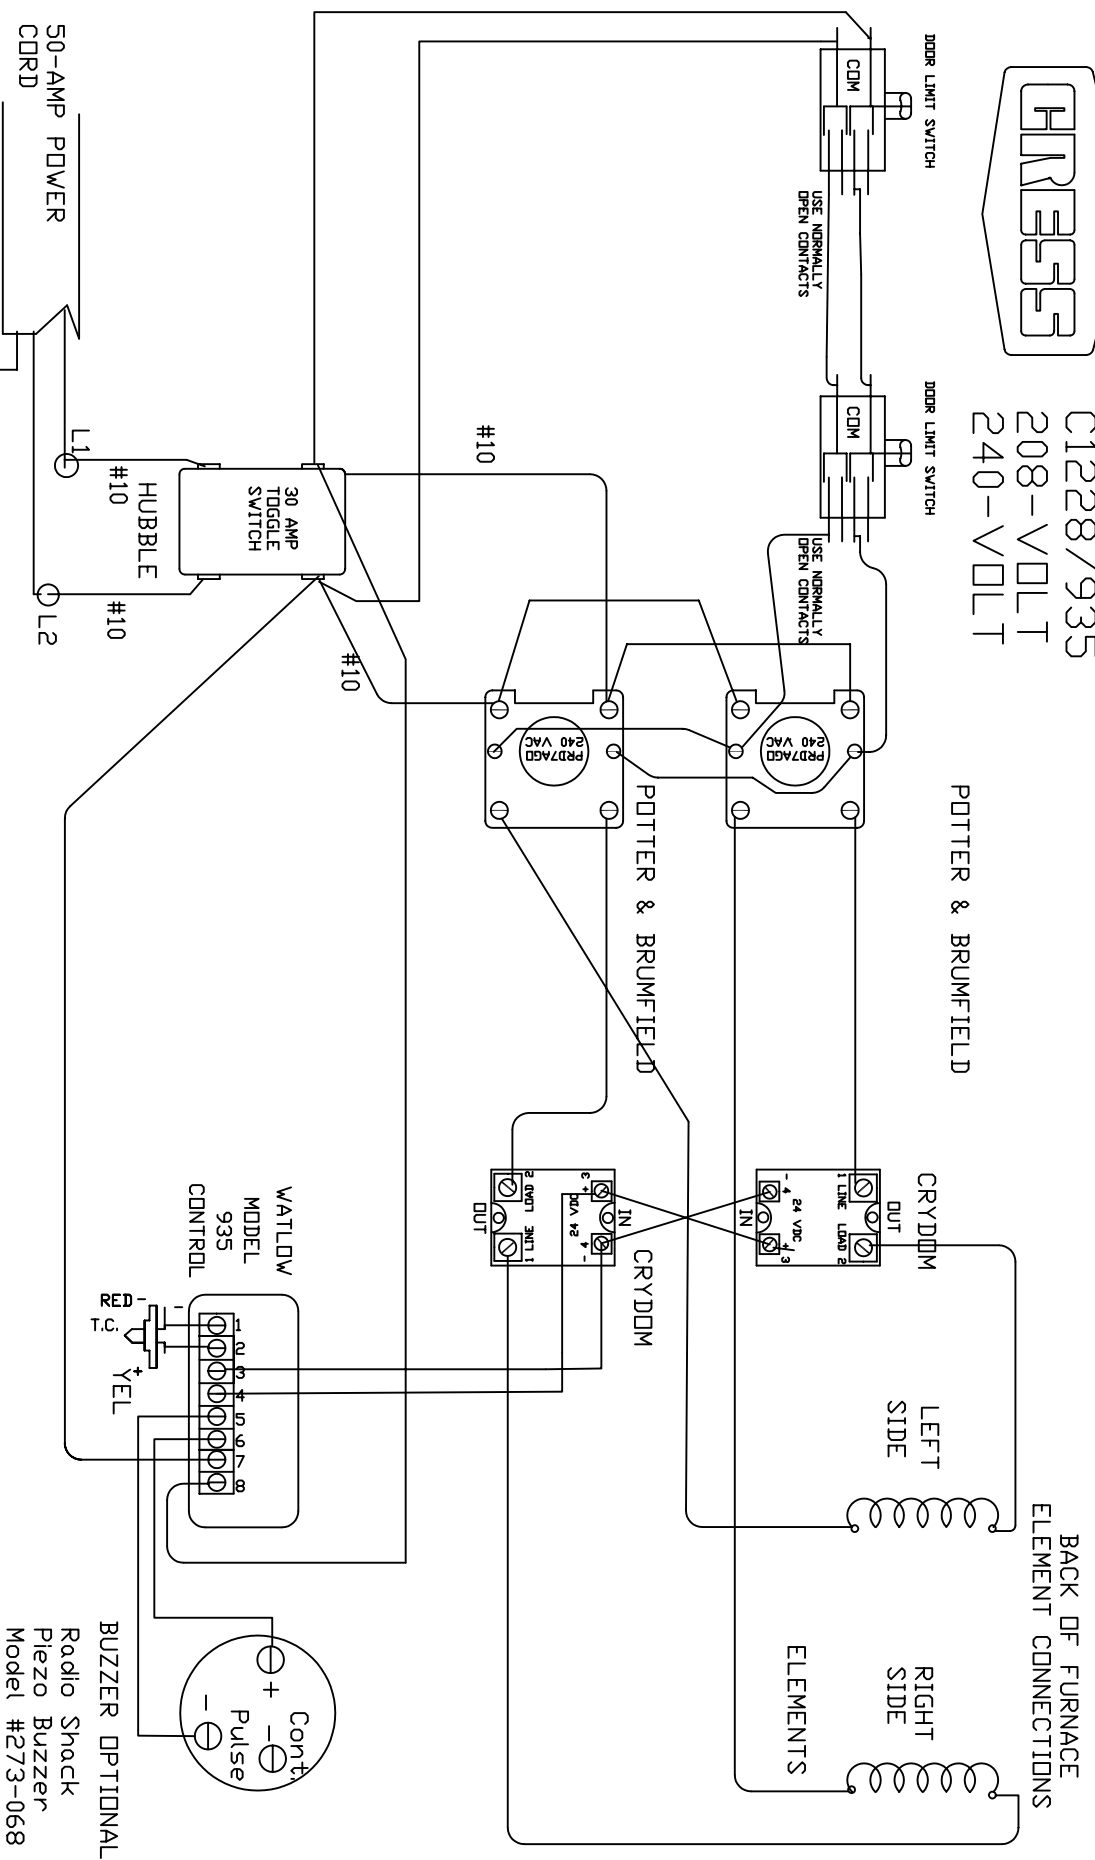 CRESS
C1228/935
208-VOLT
240-VOLT
DOOR LIMIT SWITCH
COM
USE NORMALLY
OPEN CONTACTS
DOOR LIMIT SWITCH
COM
USE NORMALLY
OPEN CONTACTS
POTTER & BRUMFIELD
PRD7AGO
240 VAC
POTTER & BRUMFIELD
PRD7AGO
240 VAC
CRYDOM
OUT
1 LINE LOAD 2
24 VDC
- 4
+ 3
IN
IN
3 +
- 4
24 VDC
2 LOAD
1 LINE
OUT
CRYDOM
BACK OF FURNACE
ELEMENT CONNECTIONS
LEFT
SIDE
RIGHT
SIDE
ELEMENTS
#10
#10
30 AMP
TOGGLE
SWITCH
HUBBLE
#10
#10
L1
L2
50-AMP POWER
CORD
WATLOW
MODEL
935
CONTROL
1
2
3
4
5
6
7
8
RED -
-
T.C.
+
YEL
Cont.
+ -
Pulse
-
BUZZER OPTIONAL
Radio Shack
Piezo Buzzer
Model #273-068